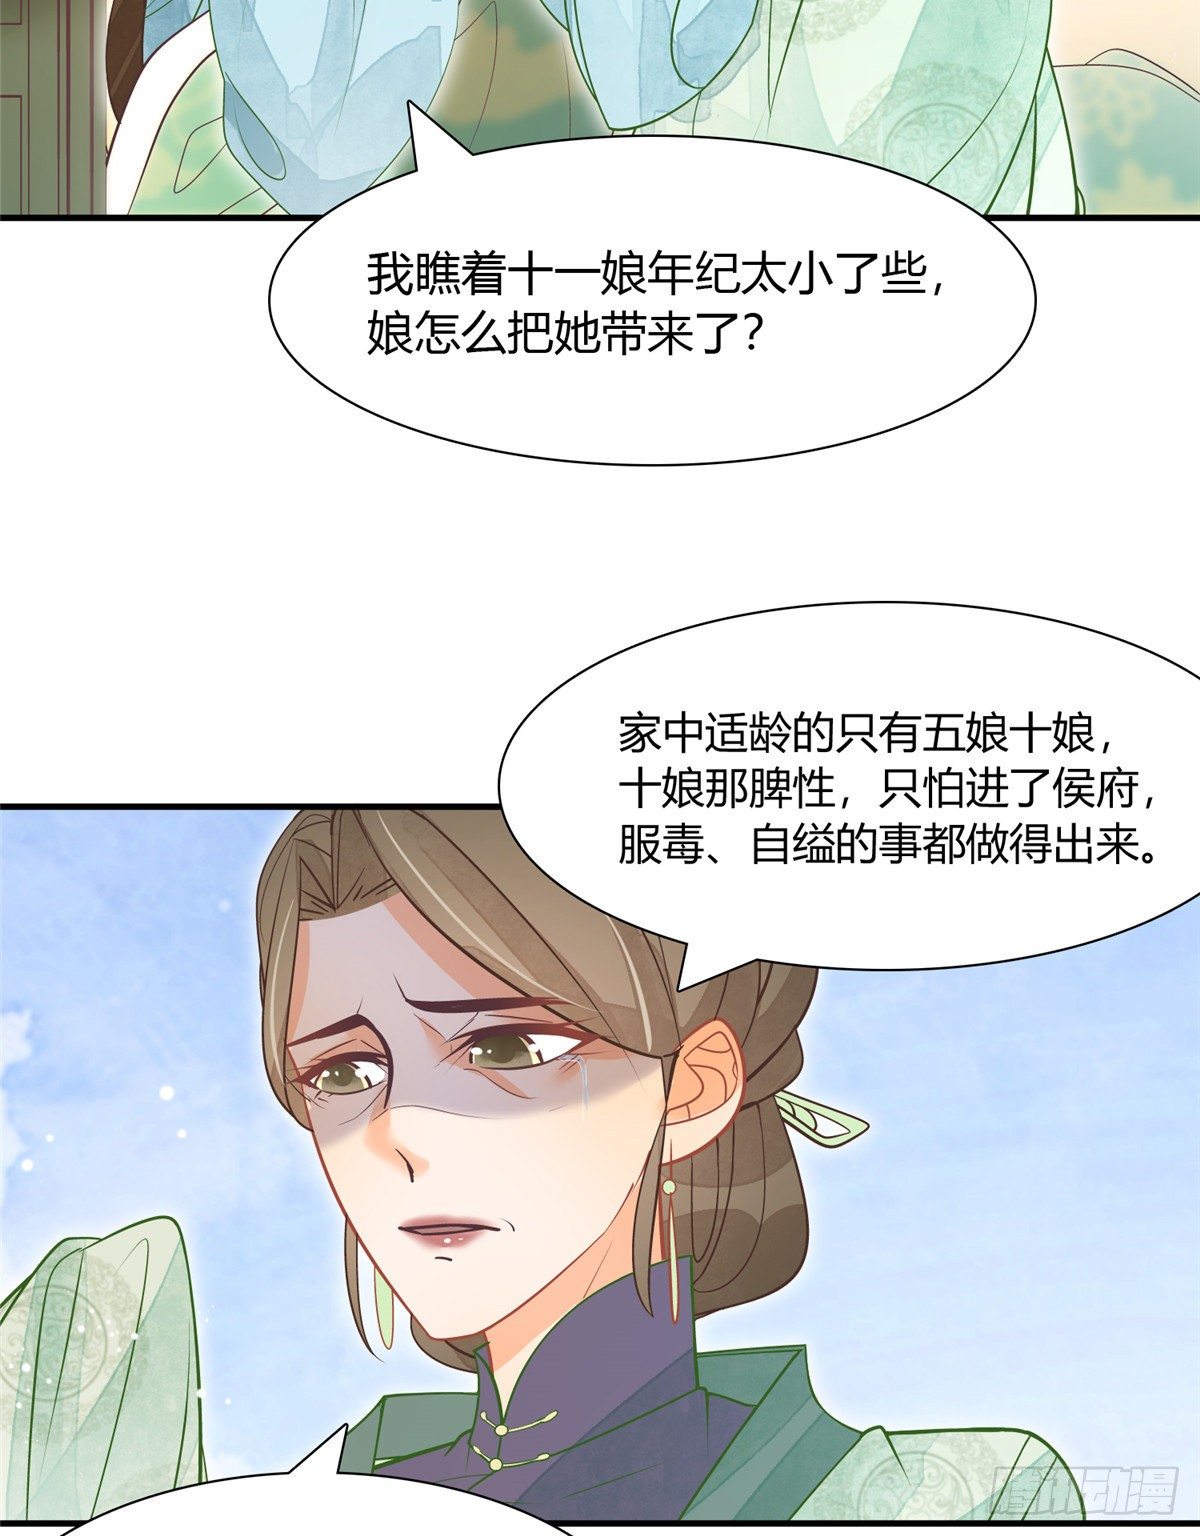 我瞧着十一娘年纪太小了些，
娘怎么把她带来了？
家中适龄的只有五娘十娘，
十娘那脾性，只怕进了侯府，
服毒、自缢的事都做得出来。
腾讯动漫